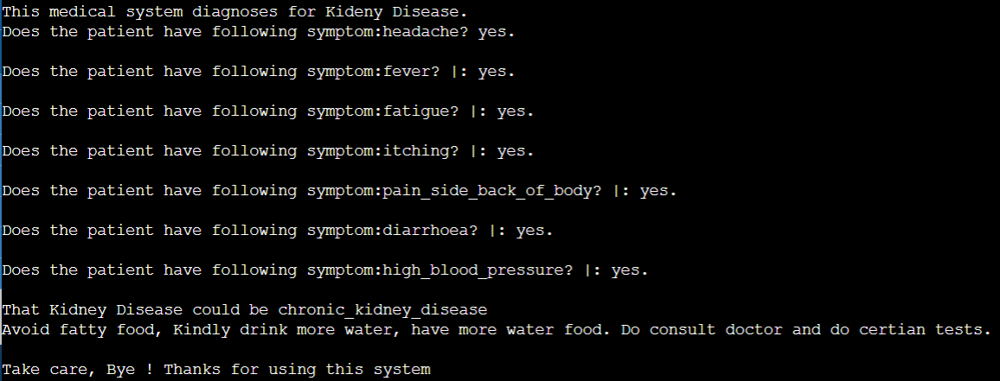 This medical system diagnoses for Kideny Disease.
Does the patient have following symptom:headache? yes.
Does the patient have following symptom:fever? |: yes.
Does the patient have following symptom:fatigue? |: yes.
Does the patient have following symptom:itching? |: yes.
Does the patient have following symptom:pain_side_back_of_body? |: yes.
Does the patient have following symptom:diarrhoea? |: yes.
Does the patient have following symptom:high_blood_pressure? |: yes.
That Kidney Disease could be chronic_kidney_disease
Avoid fatty food, Kindly drink more water, have more water food. Do consult doctor and do certian tests.
Take care, Bye ! Thanks for using this system